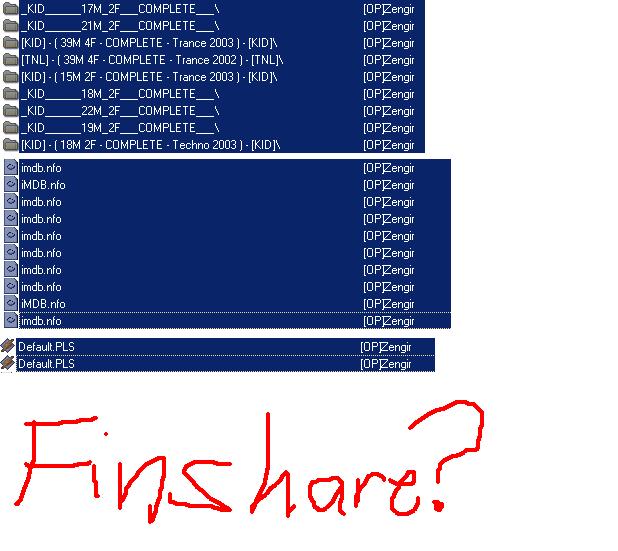 _KID______17M_2F___COMPLETE___\ [OP]Zengir
_KID______21M_2F___COMPLETE___\ [OP]Zengir
[KID] - ( 39M 4F - COMPLETE - Trance 2003 ) - [KID]\ [OP]Zengir
[TNL] - ( 39M 4F - COMPLETE - Trance 2002 ) - [TNL]\ [OP]Zengir
[KID] - ( 15M 2F - COMPLETE - Trance 2003 ) - [KID]\ [OP]Zengir
_KID______18M_2F___COMPLETE___\ [OP]Zengir
_KID______22M_2F___COMPLETE___\ [OP]Zengir
_KID______19M_2F___COMPLETE___\ [OP]Zengir
[KID] - ( 18M 2F - COMPLETE - Techno 2003 ) - [KID]\ [OP]Zengir
imdb.nfo [OP]Zengir
iMDB.nfo [OP]Zengir
imdb.nfo [OP]Zengir
imdb.nfo [OP]Zengir
imdb.nfo [OP]Zengir
imdb.nfo [OP]Zengir
imdb.nfo [OP]Zengir
imdb.nfo [OP]Zengir
iMDB.nfo [OP]Zengir
imdb.nfo [OP]Zengir
Default.PLS [OP]Zengir
Default.PLS [OP]Zengir
Finshare?